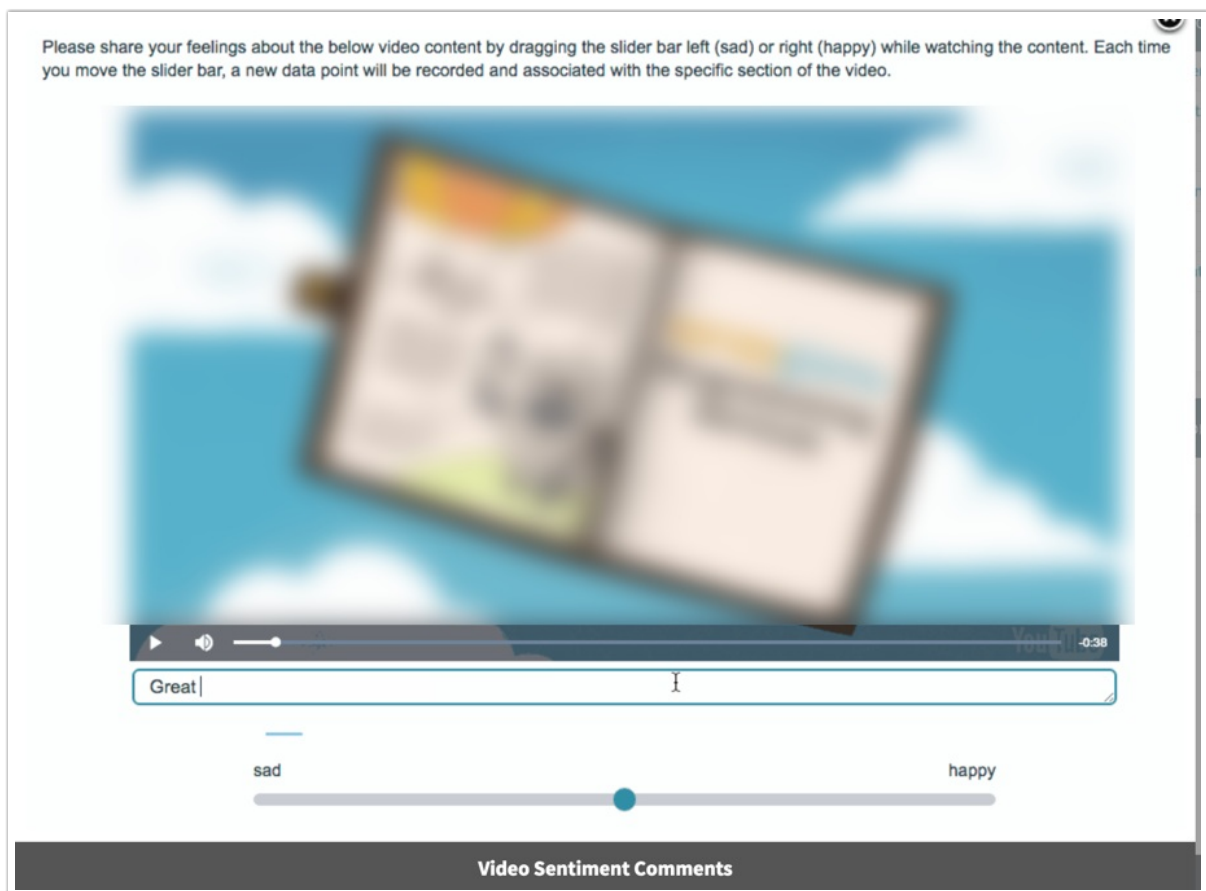 Please share your feelings about the below video content by dragging the slider bar left (sad) or right (happy) while watching the content. Each time
you move the slider bar, a new data point will be recorded and associated with the specific section of the video.
YouTube
-0:38
Great
sad
happy
Video Sentiment Comments